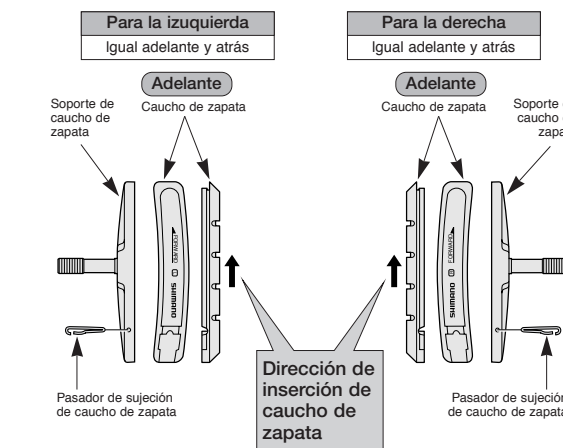 Para la izuquierda
Igual adelante y atrás
Adelante
Soporte de
caucho de
zapata
Caucho de zapata
FORWARD
SHIMANO
Pasador de sujeción
de caucho de zapata
Dirección de
inserción de
caucho de
zapata
Para la derecha
Igual adelante y atrás
Adelante
Caucho de zapata
Soporte
caucho
zapa
FORWARD
SHIMANO
Pasador de sujeción
de caucho de zapata